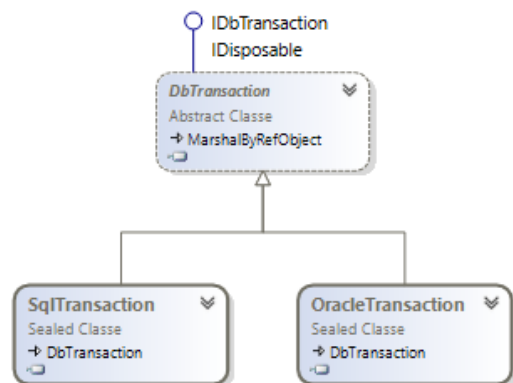 IDbTransaction
IDisposable
DbTransaction
Abstract Classe
MarshalByRefObject
SqlTransaction
Sealed Classe
DbTransaction
OracleTransaction
Sealed Classe
DbTransaction